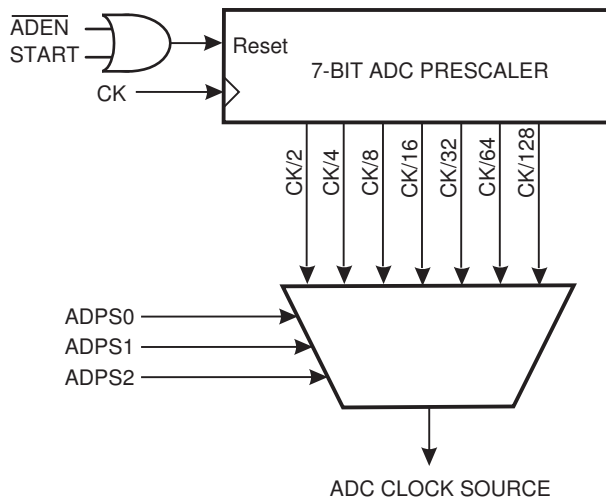 ADEN
START
Reset
7-BIT ADC PRESCALER
CK
CK/2
CK/4
CK/8
CK/16
CK/32
CK/64
CK/128
ADPS0
ADPS1
ADPS2
ADC CLOCK SOURCE